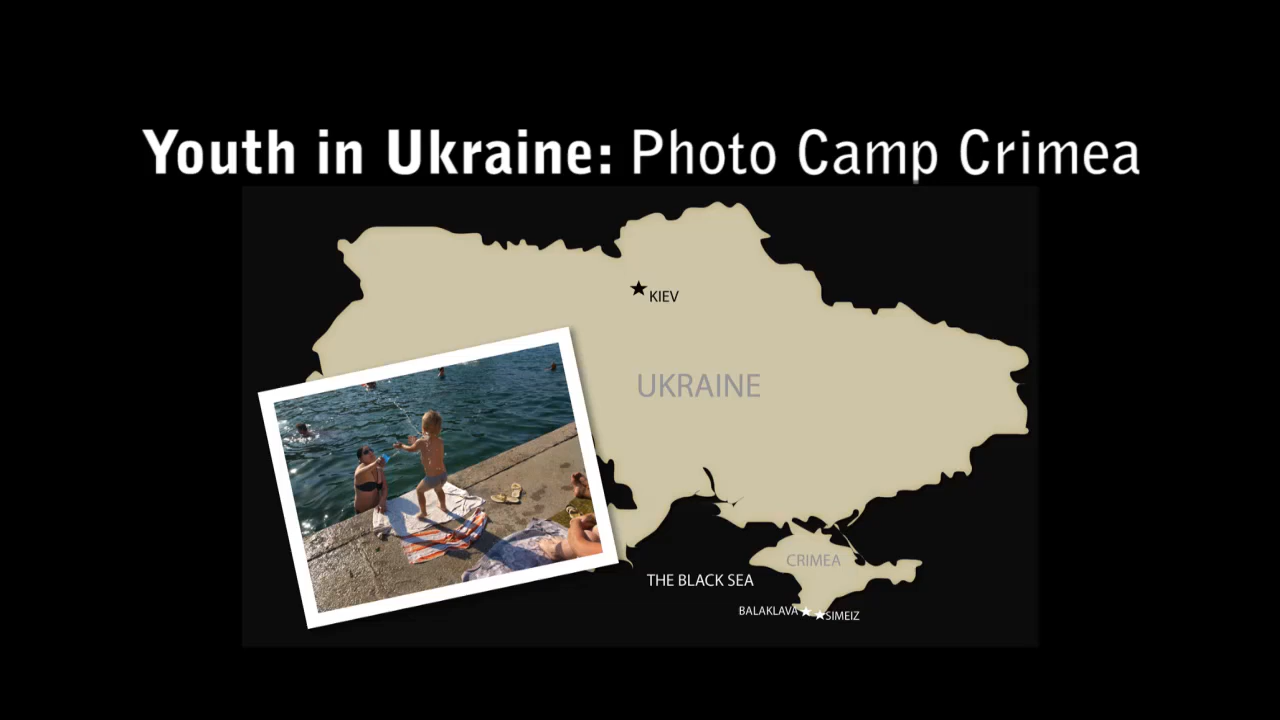 Youth in Ukraine: Photo Camp Crimea
KIEV
UKRAINE
CRIMEA
THE BLACK SEA
BALAKLAVA
SIMEIZ